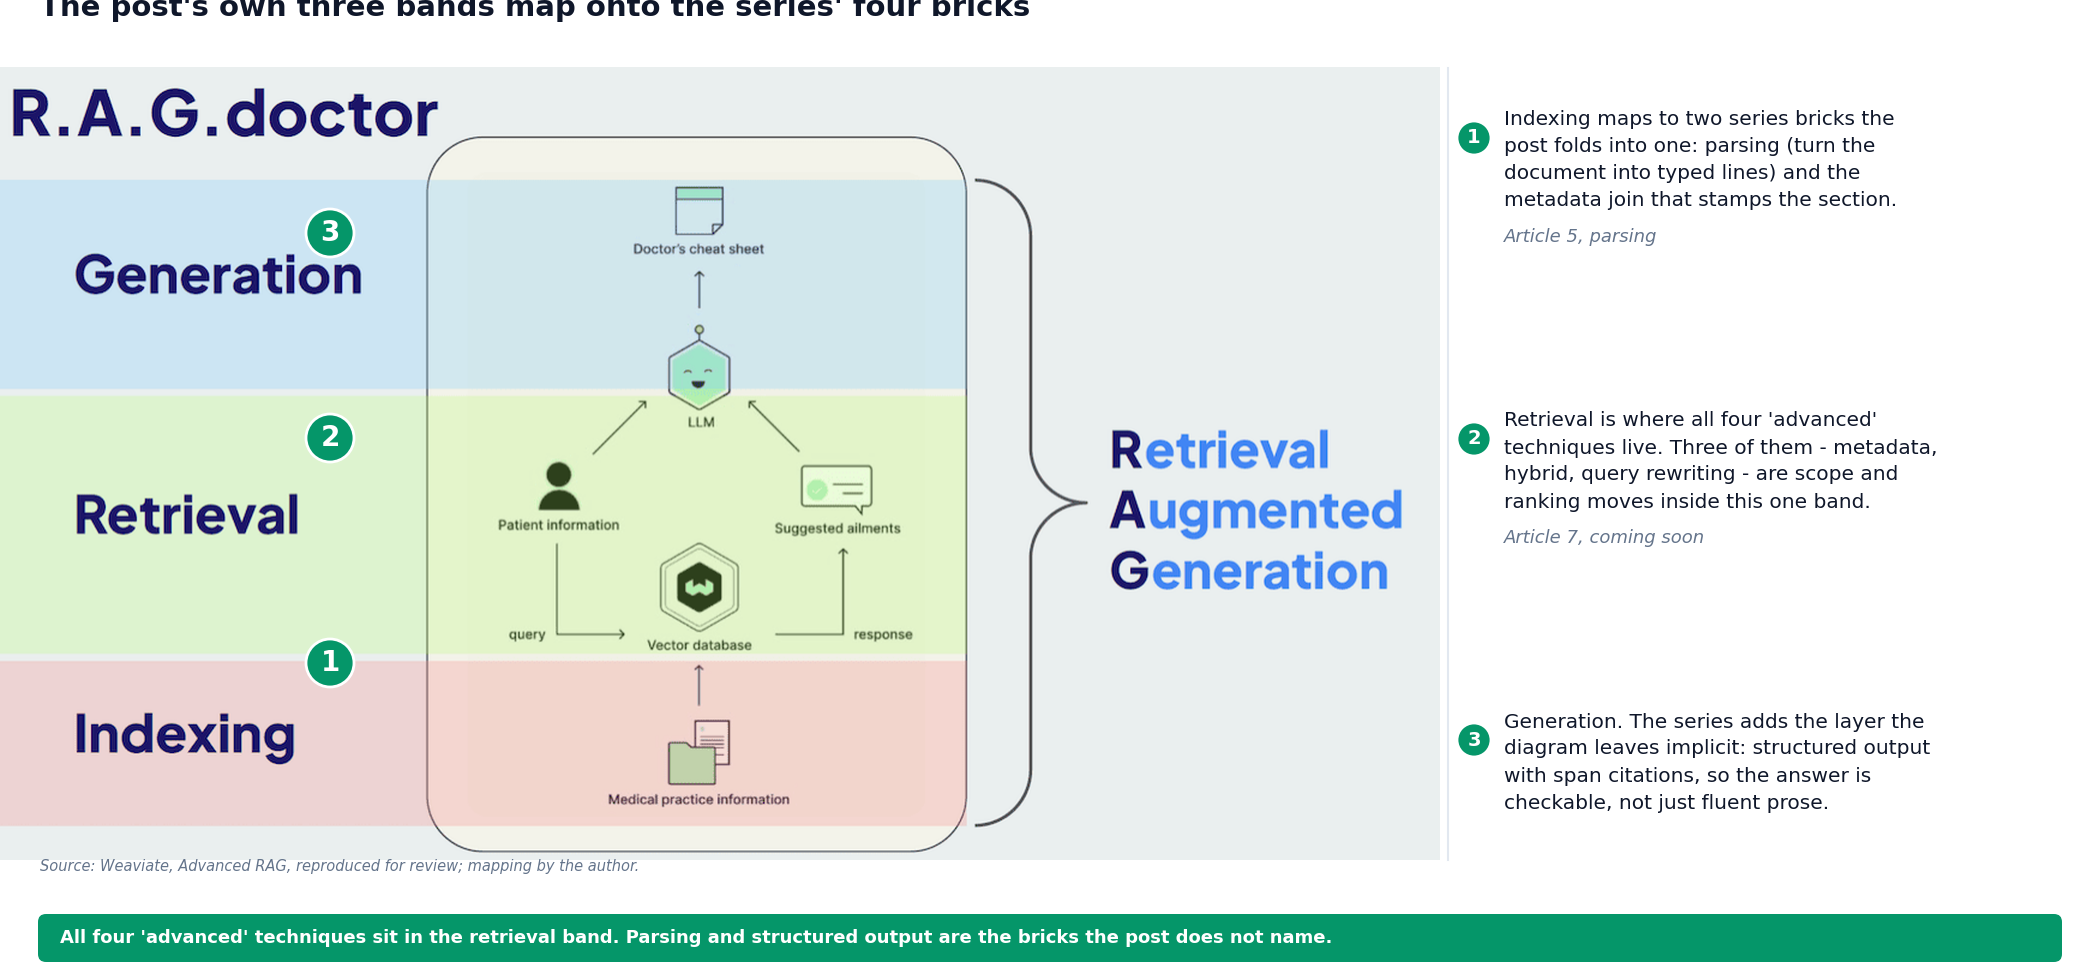 The post's own three bands map onto the series' four bricks
R.A.G.doctor
3
Generation
Doctor's cheat sheet
LLM
2
Retrieval
Patient information
Suggested ailments
query
Vector database
response
1
Indexing
Medical practice information
Retrieval
Augmented
Generation
1
Indexing maps to two series bricks the
post folds into one: parsing (turn the
document into typed lines) and the
metadata join that stamps the section.
Article 5, parsing
2
Retrieval is where all four 'advanced'
techniques live. Three of them - metadata,
hybrid, query rewriting - are scope and
ranking moves inside this one band.
Article 7, coming soon
3
Generation. The series adds the layer the
diagram leaves implicit: structured output
with span citations, so the answer is
checkable, not just fluent prose.
Source: Weaviate, Advanced RAG, reproduced for review; mapping by the author.
All four 'advanced' techniques sit in the retrieval band. Parsing and structured output are the bricks the post does not name.